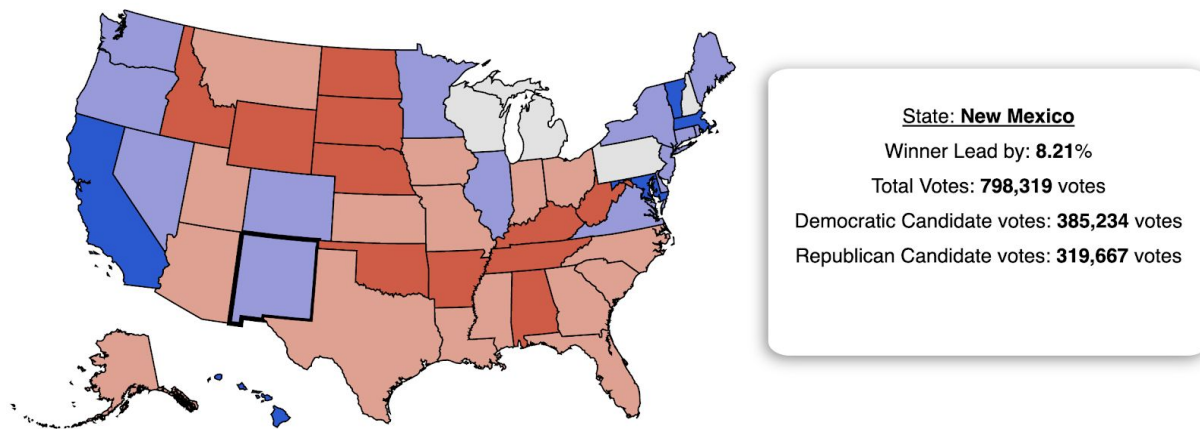 State: New Mexico
Winner Lead by: 8.21%
Total Votes: 798,319 votes
Democratic Candidate votes: 385,234 votes
Republican Candidate votes: 319,667 votes